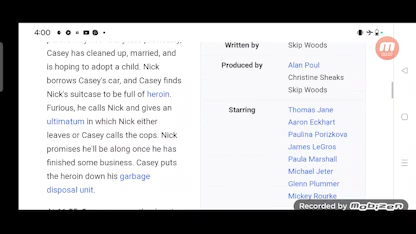 4:00
Casey has cleaned up, married, and
is hoping to adopt a child. Nick
borrows Casey's car, and Casey finds
Nick's suitcase to be full of heroin.
Furious, he calls Nick and gives an
ultimatum in which Nick either
leaves or Casey calls the cops. Nick
promises he'll be along once he has
finished some business. Casey puts
the heroin down his garbage
disposal unit.
Written by Skip Woods
Produced by Alan Poul
Christine Sheaks
Skip Woods
Starring Thomas Jane
Aaron Eckhart
Paulina Porizkova
James LeGros
Paula Marshall
Michael Jeter
Glenn Plummer
Mickey Rourke
Recorded by Mobizen